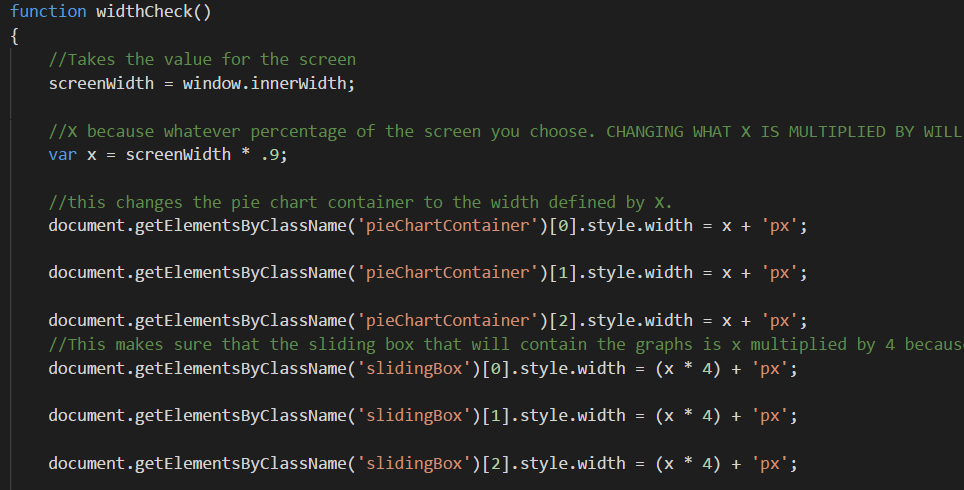 function widthCheck()
{
//Takes the value for the screen
screenWidth = window.innerWidth;
//X because whatever percentage of the screen you choose. CHANGING WHAT X IS MULTIPLIED BY WILL
var x = screenWidth * .9;
//this changes the pie chart container to the width defined by X.
document.getElementsByClassName('pieChartContainer')[0].style.width = x + 'px';
document.getElementsByClassName('pieChartContainer')[1].style.width = x + 'px';
document.getElementsByClassName('pieChartContainer')[2].style.width = x + 'px';
//This makes sure that the sliding box that will contain the graphs is x multiplied by 4 becaus
document.getElementsByClassName('slidingBox')[0].style.width = (x * 4) + 'px';
document.getElementsByClassName('slidingBox')[1].style.width = (x * 4) + 'px';
document.getElementsByClassName('slidingBox')[2].style.width = (x * 4) + 'px';